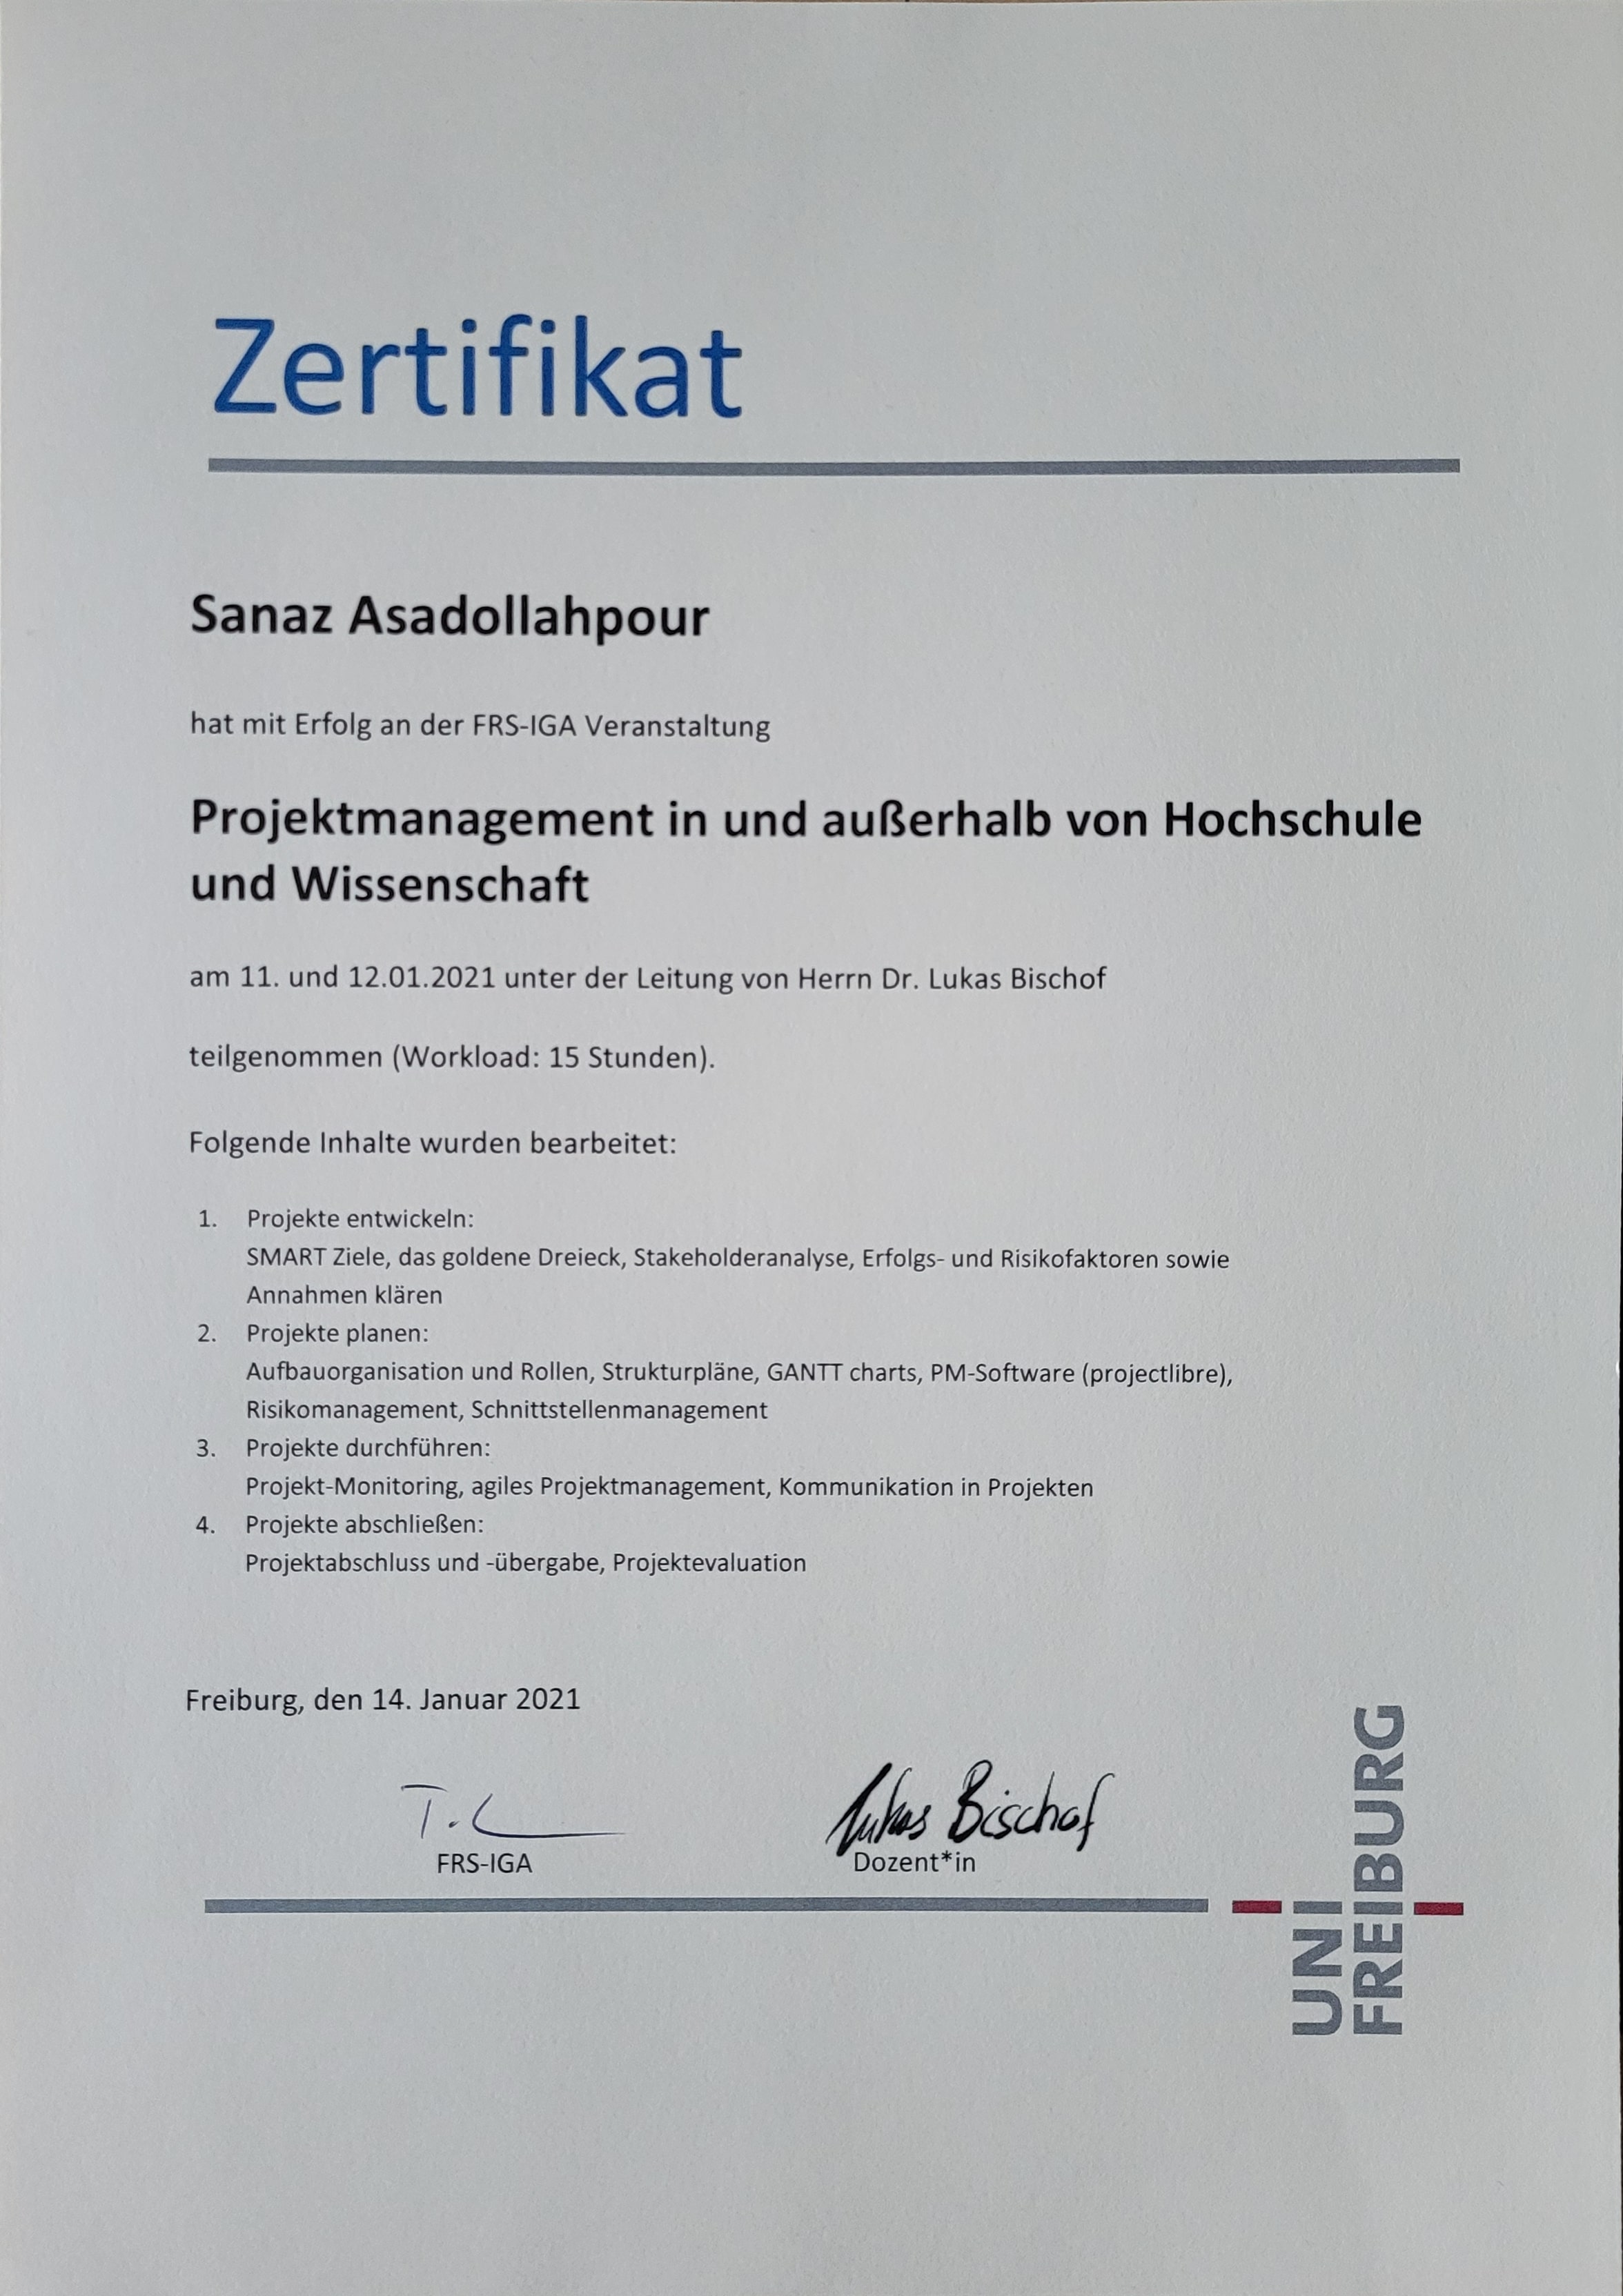 Zertifikat
Sanaz Asadollahpour
hat mit Erfolg an der FRS-IGA Veranstaltung
Projektmanagement in und außerhalb von Hochschule
und Wissenschaft
am 11. und 12.01.2021 unter der Leitung von Herrn Dr. Lukas Bischof
teilgenommen (Workload: 15 Stunden).
Folgende Inhalte wurden bearbeitet:
1. Projekte entwickeln:
SMART Ziele, das goldene Dreieck, Stakeholderanalyse, Erfolgs- und Risikofaktoren sowie
Annahmen klären
2. Projekte planen:
Aufbauorganisation und Rollen, Strukturpläne, GANTT charts, PM-Software (projectlibre),
Risikomanagement, Schnittstellenmanagement
3. Projekte durchführen:
Projekt-Monitoring, agiles Projektmanagement, Kommunikation in Projekten
4. Projekte abschließen:
Projektabschluss und -übergabe, Projektevaluation
Freiburg, den 14. Januar 2021
Lukas Bischof
FRS-IGA
Dozent*in
UNI
FREIBURG